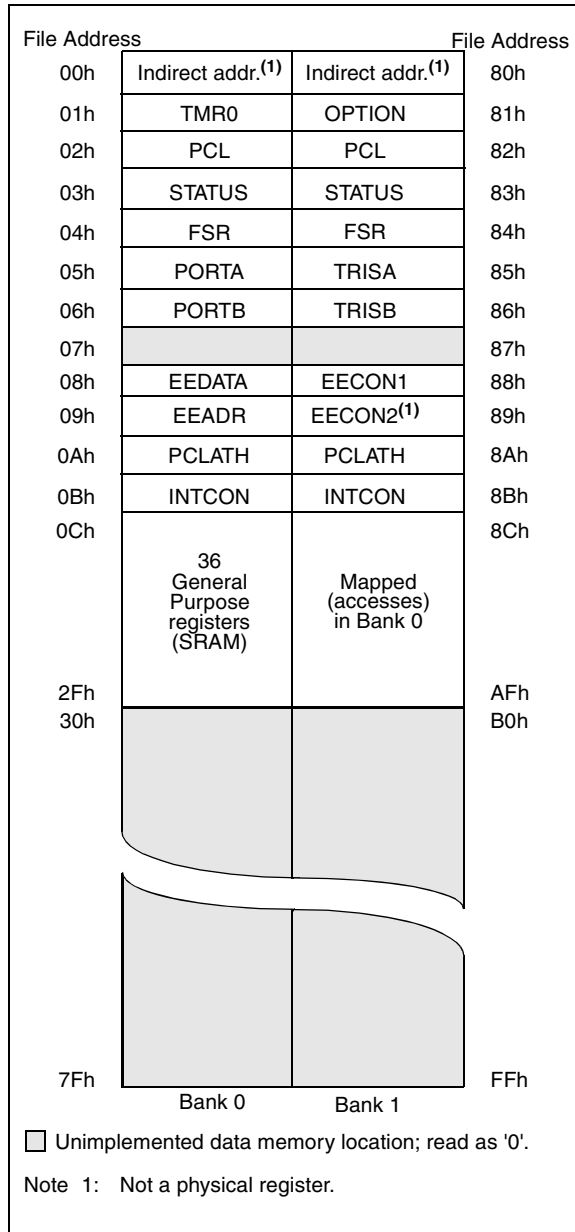 File Address File Address
00h Indirect addr.(1) Indirect addr.(1) 80h
01h TMR0 OPTION 81h
02h PCL PCL 82h
03h STATUS STATUS 83h
04h FSR FSR 84h
05h PORTA TRISA 85h
06h PORTB TRISB 86h
07h 87h
08h EEDATA EECON1 88h
09h EEADR EECON2(1) 89h
0Ah PCLATH PCLATH 8Ah
0Bh INTCON INTCON 8Bh
0Ch 8Ch
36
General
Purpose
registers
(SRAM)
Mapped
(accesses)
in Bank 0
2Fh AFh
30h B0h
7Fh FFh
Bank 0 Bank 1
Unimplemented data memory location; read as '0'.
Note 1: Not a physical register.